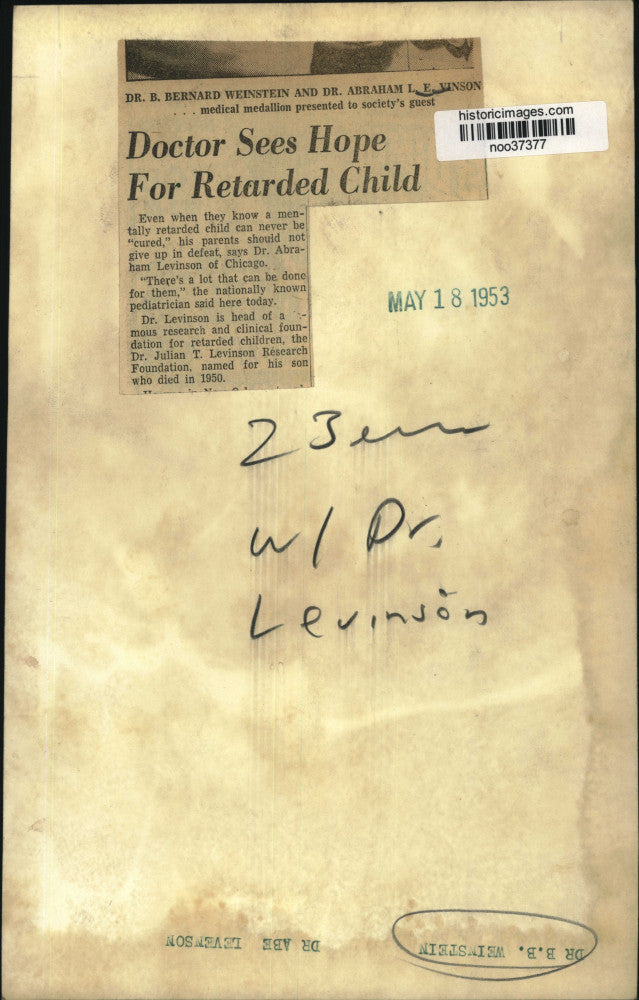 DR. B. BERNARD WEINSTEIN AND DR. ABRAHAM L. E. VINSON
. . . medical medallion presented to society's guest
historicimages.com
noo37377
Doctor Sees Hope
For Retarded Child
Even when they know a men-
tally retarded child can never be
"cured," his parents should not
give up in defeat, says Dr. Abra-
ham Levinson of Chicago.
"There's a lot that can be done
for them," the nationally known
pediatrician said here today.
Dr. Levinson is head of a
mous research and clinical foun-
dation for retarded children, the
Dr. Julian T. Levinson Research
Foundation, named for his son
who died in 1950.
MAY 18 1953
w/ Dr.
Levinson
DR ABE LEVENSON
DR B.B. WEINSTEIN